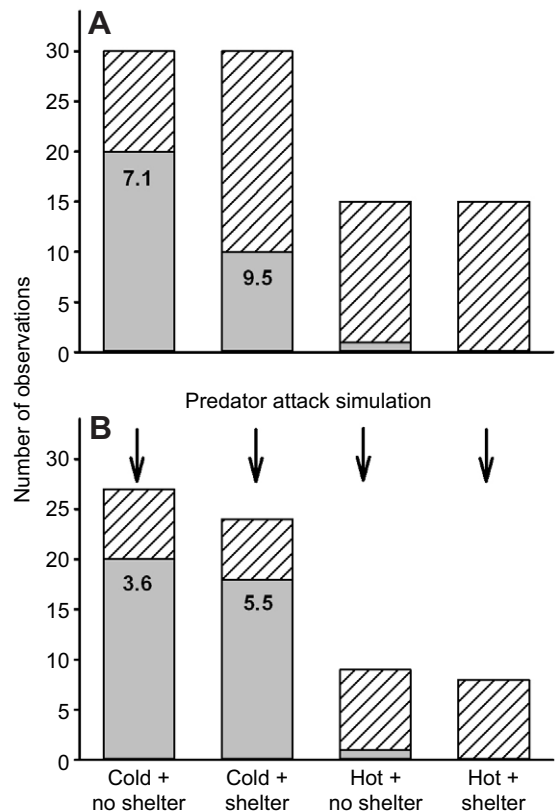 A
30
25
20
15
10
5
0
7.1
9.5
Number of observations
Predator attack simulation
B
30
25
20
15
10
5
0
3.6
5.5
Cold +
no shelter
Cold +
shelter
Hot +
no shelter
Hot +
shelter